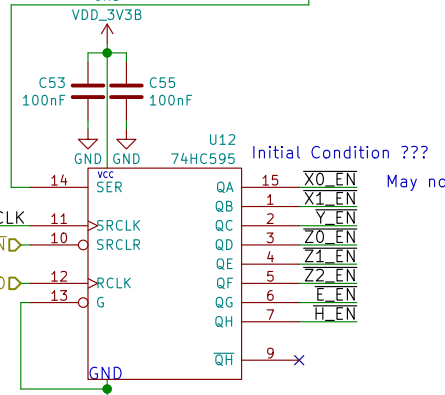 VDD_3V3B
C53 C55
100nF 100nF
GND GND
U12
74HC595
Initial Condition ???
VCC
14 SER QA 15 X0_EN
May no
QB 1 X1_EN
CLK 11 SRCLK QC 2 Y_EN
N 10 SRCLR QD 3 Z0_EN
QE 4 Z1_EN
12 RCLK QF 5 Z2_EN
13 G QG 6 E_EN
QH 7 H_EN
QH 9
GND